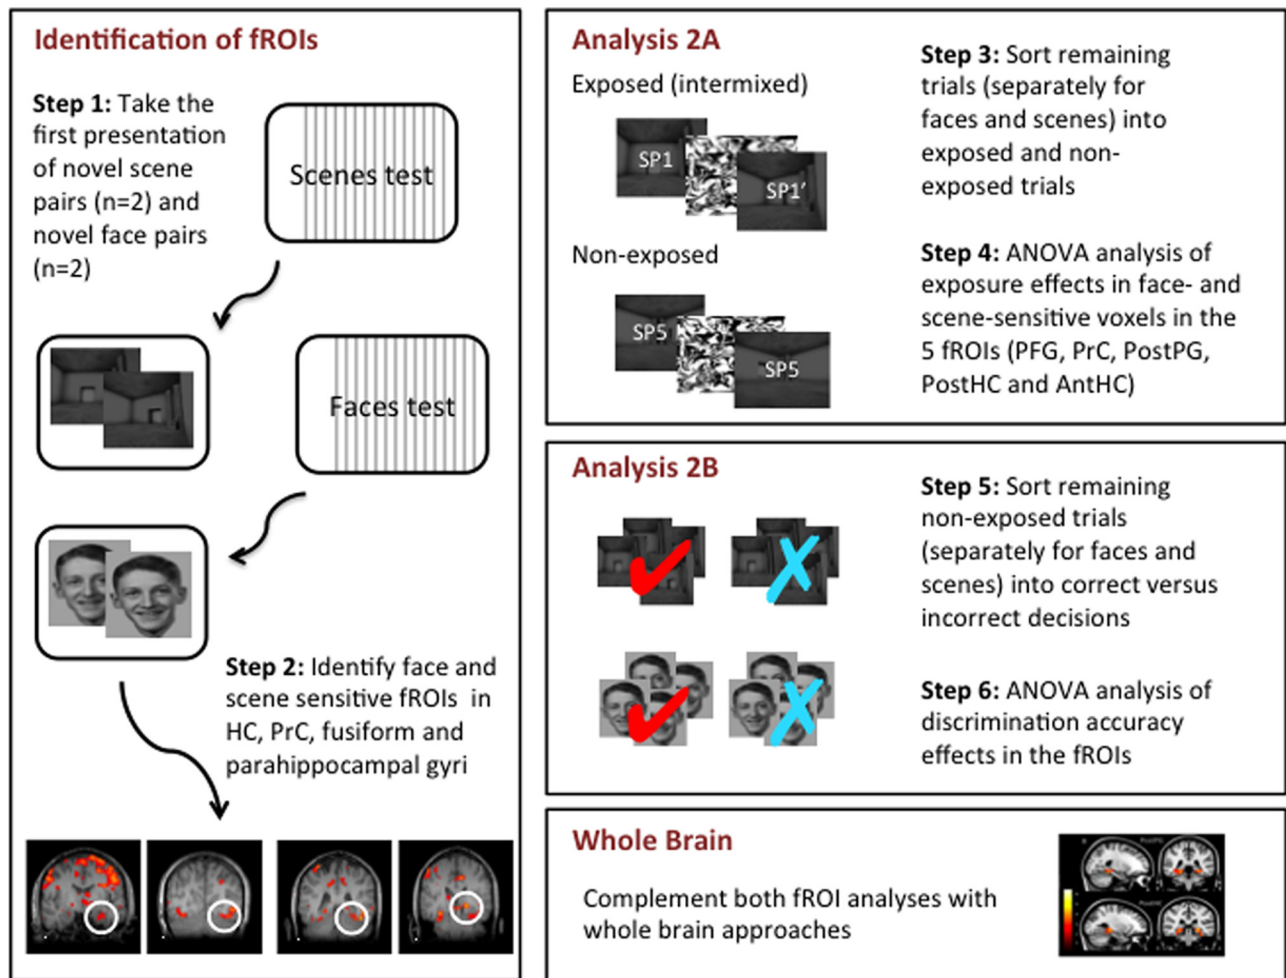 Identification of fROIs
Step 1: Take the
first presentation
of novel scene
pairs (n=2) and
novel face pairs
(n=2)
Scenes test
Faces test
Step 2: Identify face and
scene sensitive fROIs in
HC, PrC, fusiform and
parahippocampal gyri
Analysis 2A
Exposed (intermixed)
SP1
SP1'
Non-exposed
SP5
SP5
Step 3: Sort remaining
trials (separately for
faces and scenes) into
exposed and non-
exposed trials
Step 4: ANOVA analysis of
exposure effects in face- and
scene-sensitive voxels in the
5 fROIs (PFG, PrC, PostPG,
PostHC and AntHC)
Analysis 2B
Step 5: Sort remaining
non-exposed trials
(separately for faces and
scenes) into correct versus
incorrect decisions
Step 6: ANOVA analysis of
discrimination accuracy
effects in the fROIs
Whole Brain
Complement both fROI analyses with
whole brain approaches
PostPG
PostHC